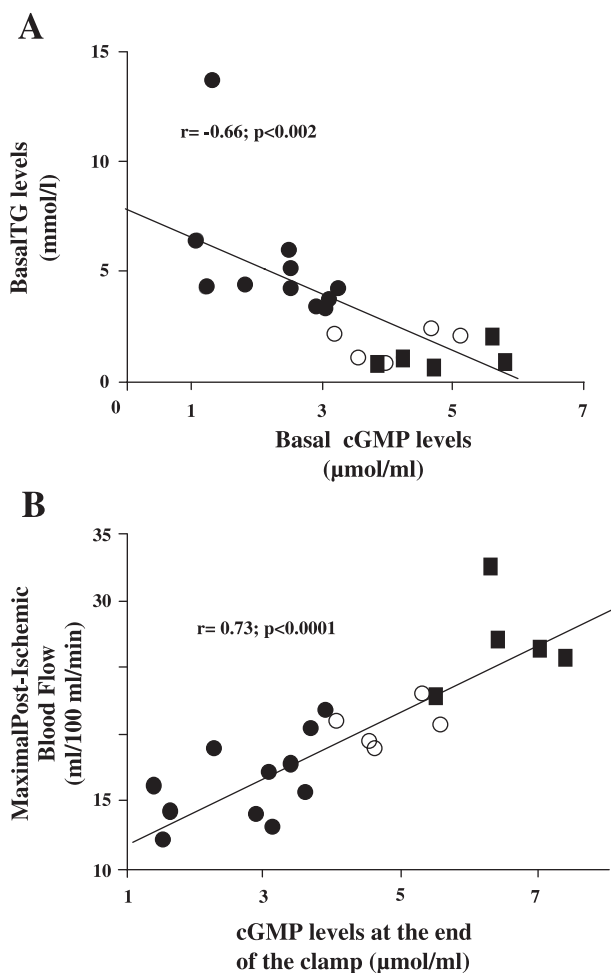 A
15
r= -0.66; p<0.002
10
BasalTG levels
(mmol/l)
5
0
0 1 3 5 7
Basal cGMP levels
(µmol/ml)
B
35
30
r= 0.73; p<0.0001
MaximalPost-Ischemic
Blood Flow
(ml/100 ml/min)
15
10
1 3 5 7
cGMP levels at the end
of the clamp (µmol/ml)